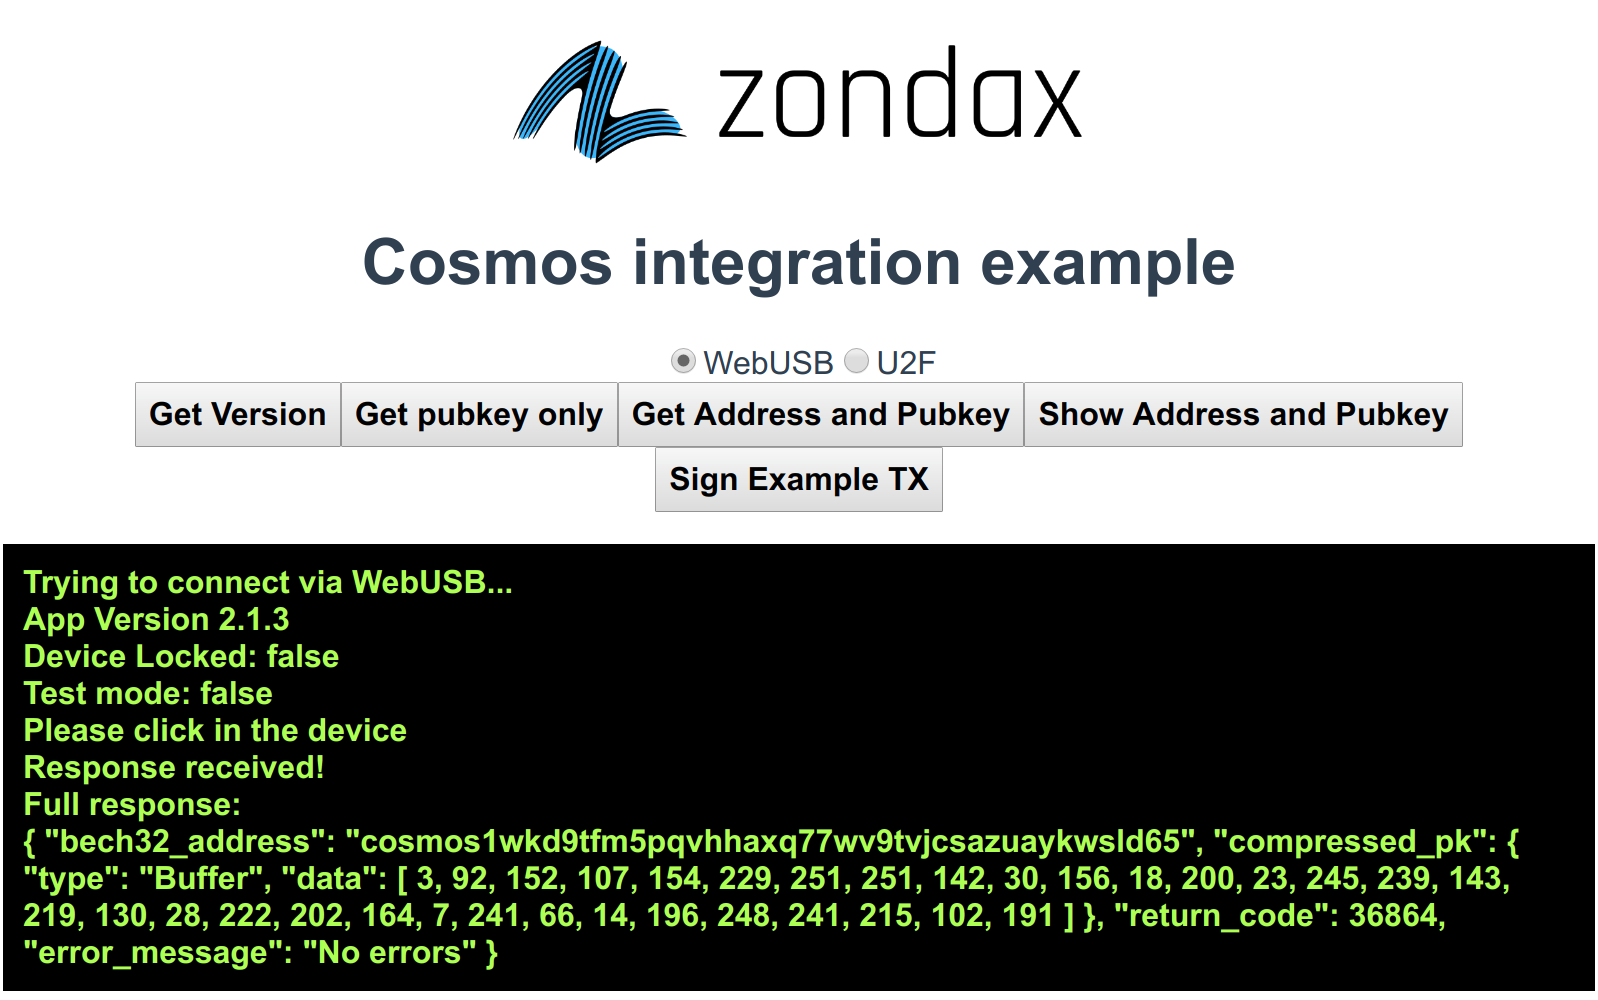 zondax
Cosmos integration example
WebUSB U2F
Get Version Get pubkey only Get Address and Pubkey Show Address and Pubkey
Sign Example TX
Trying to connect via WebUSB...
App Version 2.1.3
Device Locked: false
Test mode: false
Please click in the device
Response received!
Full response:
{ "bech32_address": "cosmos1wkd9tfm5pqvhhaxq77wv9tvjcsazuaykwsld65", "compressed_pk": {
"type": "Buffer", "data": [ 3, 92, 152, 107, 154, 229, 251, 251, 142, 30, 156, 18, 200, 23, 245, 239, 143,
219, 130, 28, 222, 202, 164, 7, 241, 66, 14, 196, 248, 241, 215, 102, 191 ] }, "return_code": 36864,
"error_message": "No errors" }